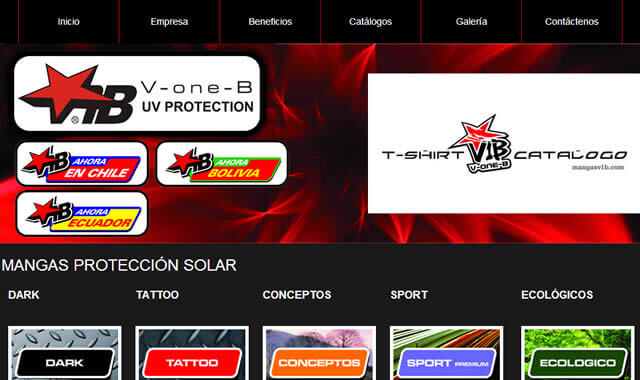 Inicio Empresa Beneficios Catálogos Galería Contáctenos
V1B
V-one-B
UV PROTECTION
V1B AHORA EN CHILE
V1B AHORA BOLIVIA
V1B AHORA ECUADOR
T-SHIRT V1B CATALOGO
V-ONE-B
mangasv1b.com
MANGAS PROTECCIÓN SOLAR
DARK TATTOO CONCEPTOS SPORT ECOLÓGICOS
DARK TATTOO CONCEPTOS SPORT PREMIUM ECOLOGICO